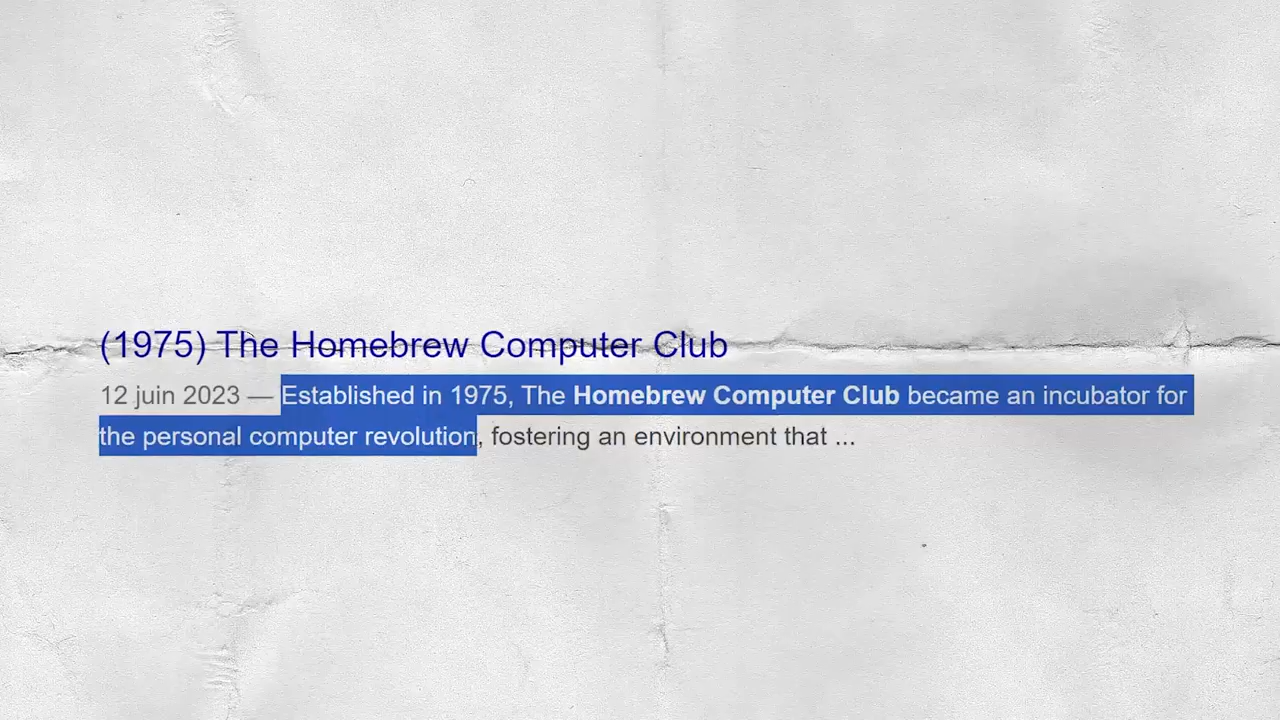 (1975) The Homebrew Computer Club
12 juin 2023 — Established in 1975, The Homebrew Computer Club became an incubator for
the personal computer revolution, fostering an environment that ...